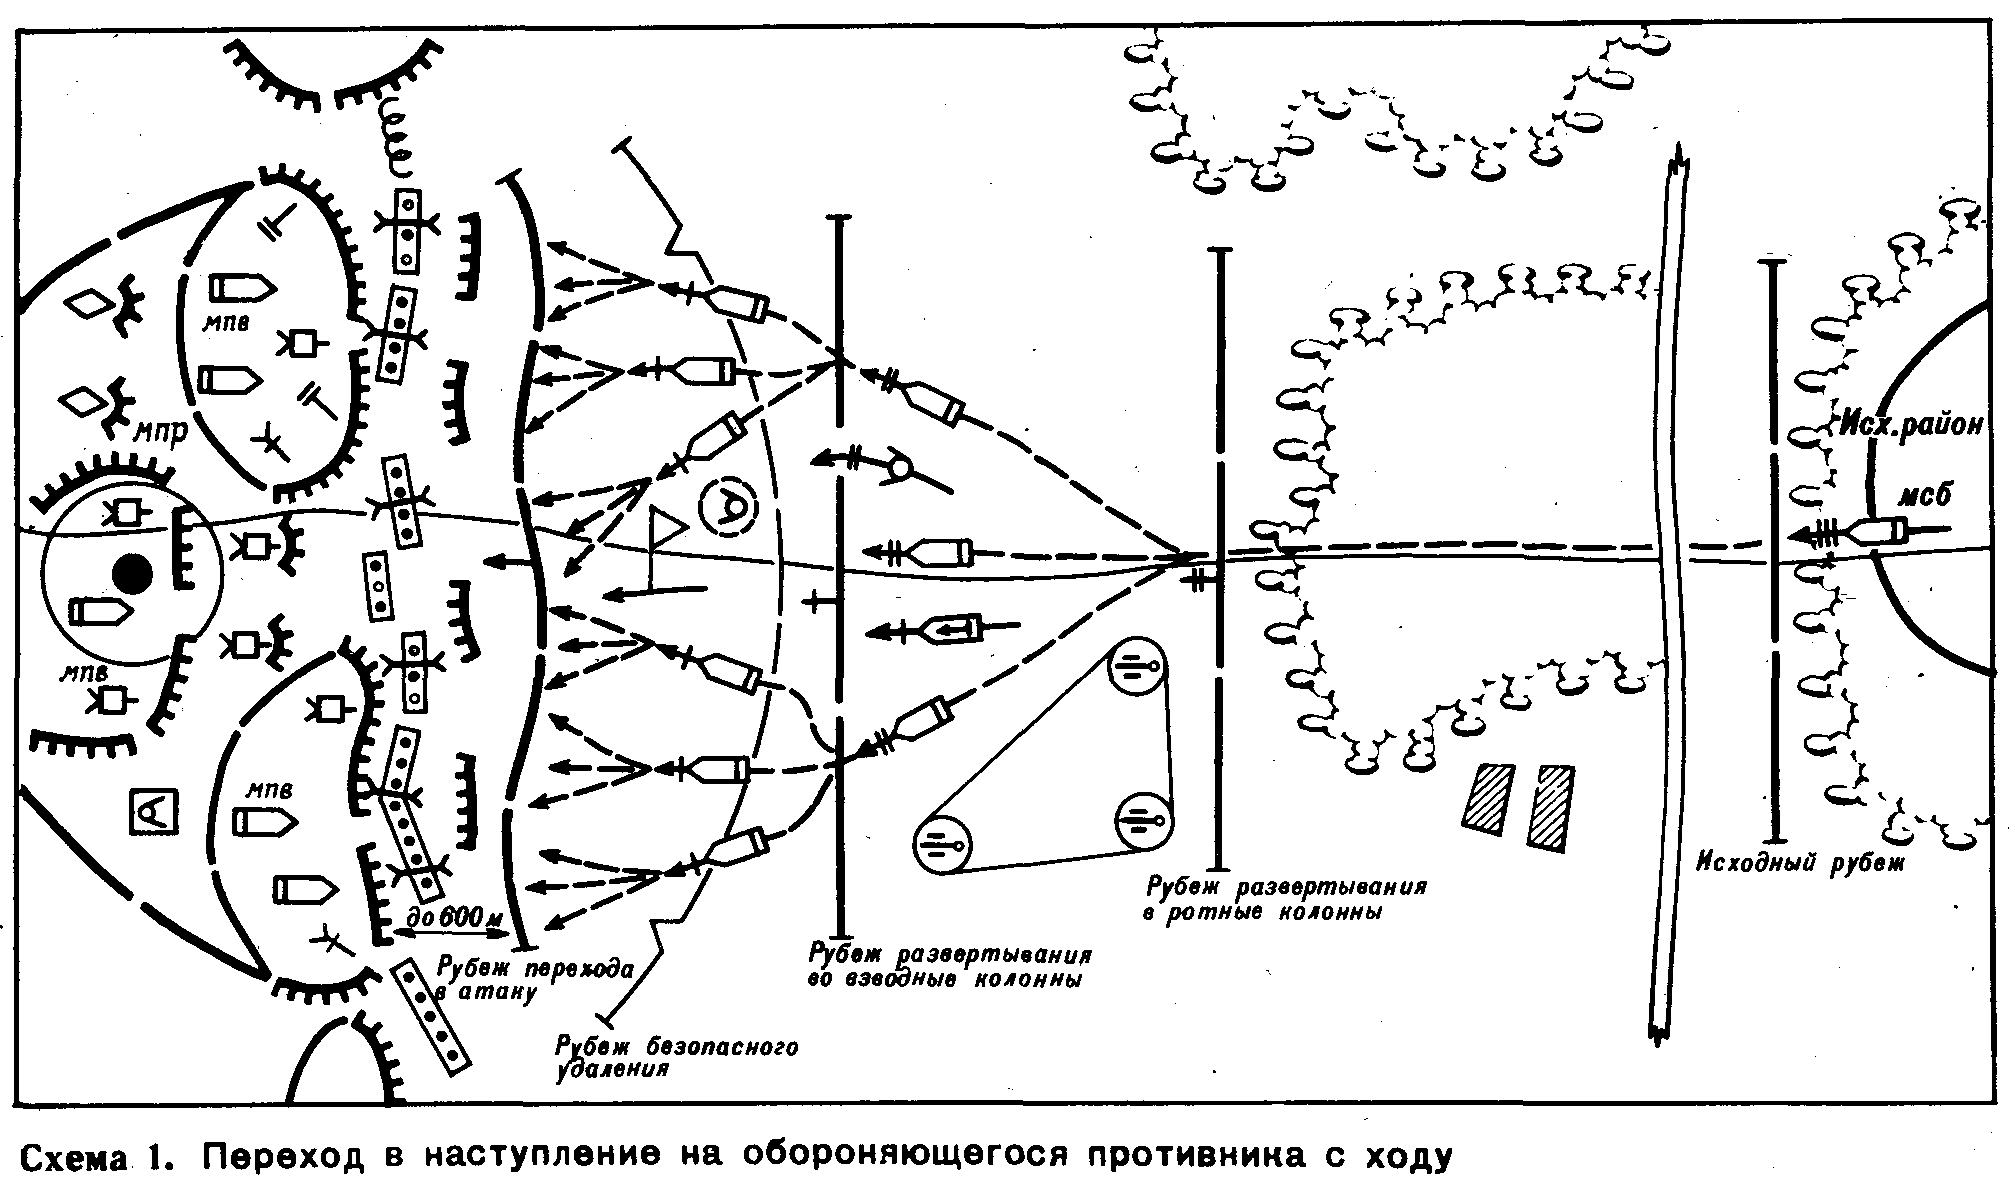 мпв
мпр
мпв
мпв
до 600 м
Рубеж перехода
в атаку
Рубеж безопасного
удаления
Рубеж развертывания
во взводные колонны
Рубеж развертывания
в ротные колонны
Исходный рубеж
Исх. район
мсб
Схема 1. Переход в наступление на обороняющегося противника с ходу